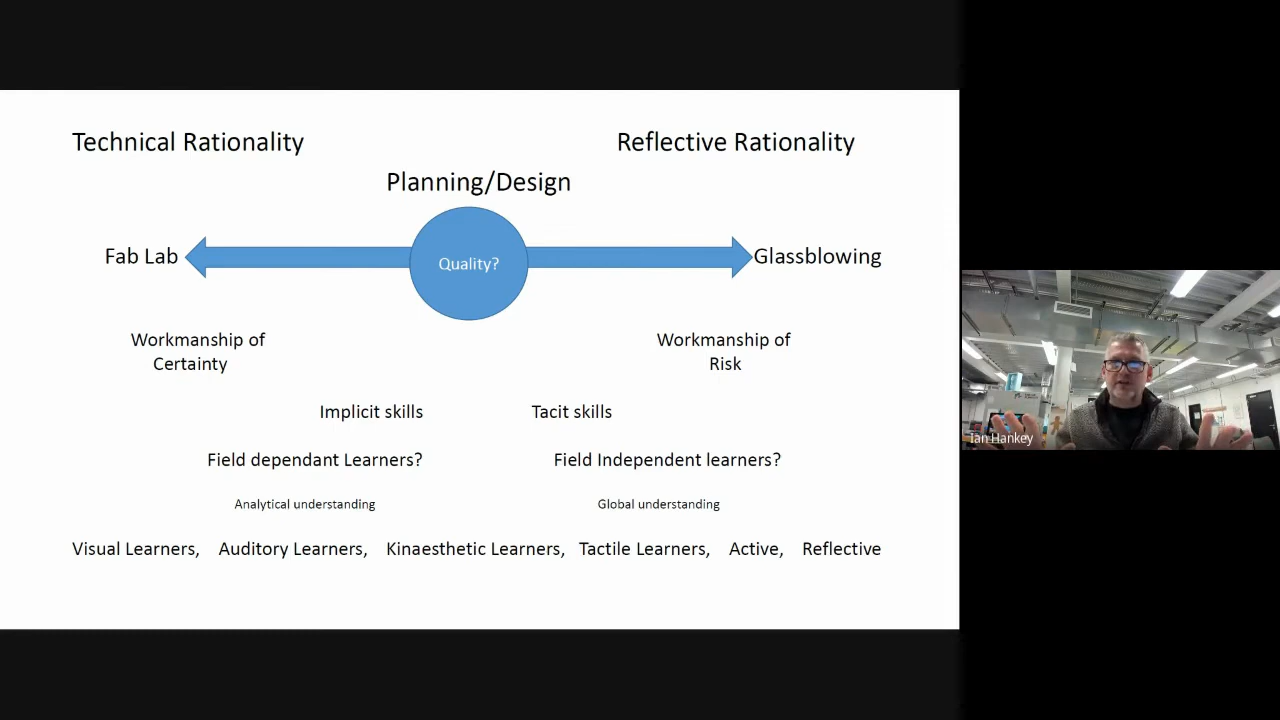 Technical Rationality
Reflective Rationality
Planning/Design
Fab Lab
Quality?
Glassblowing
Workmanship of
Certainty
Workmanship of
Risk
Implicit skills
Tacit skills
Field dependant Learners?
Field Independent learners?
Analytical understanding
Global understanding
Visual Learners, Auditory Learners, Kinaesthetic Learners, Tactile Learners, Active, Reflective
Ian Hankey